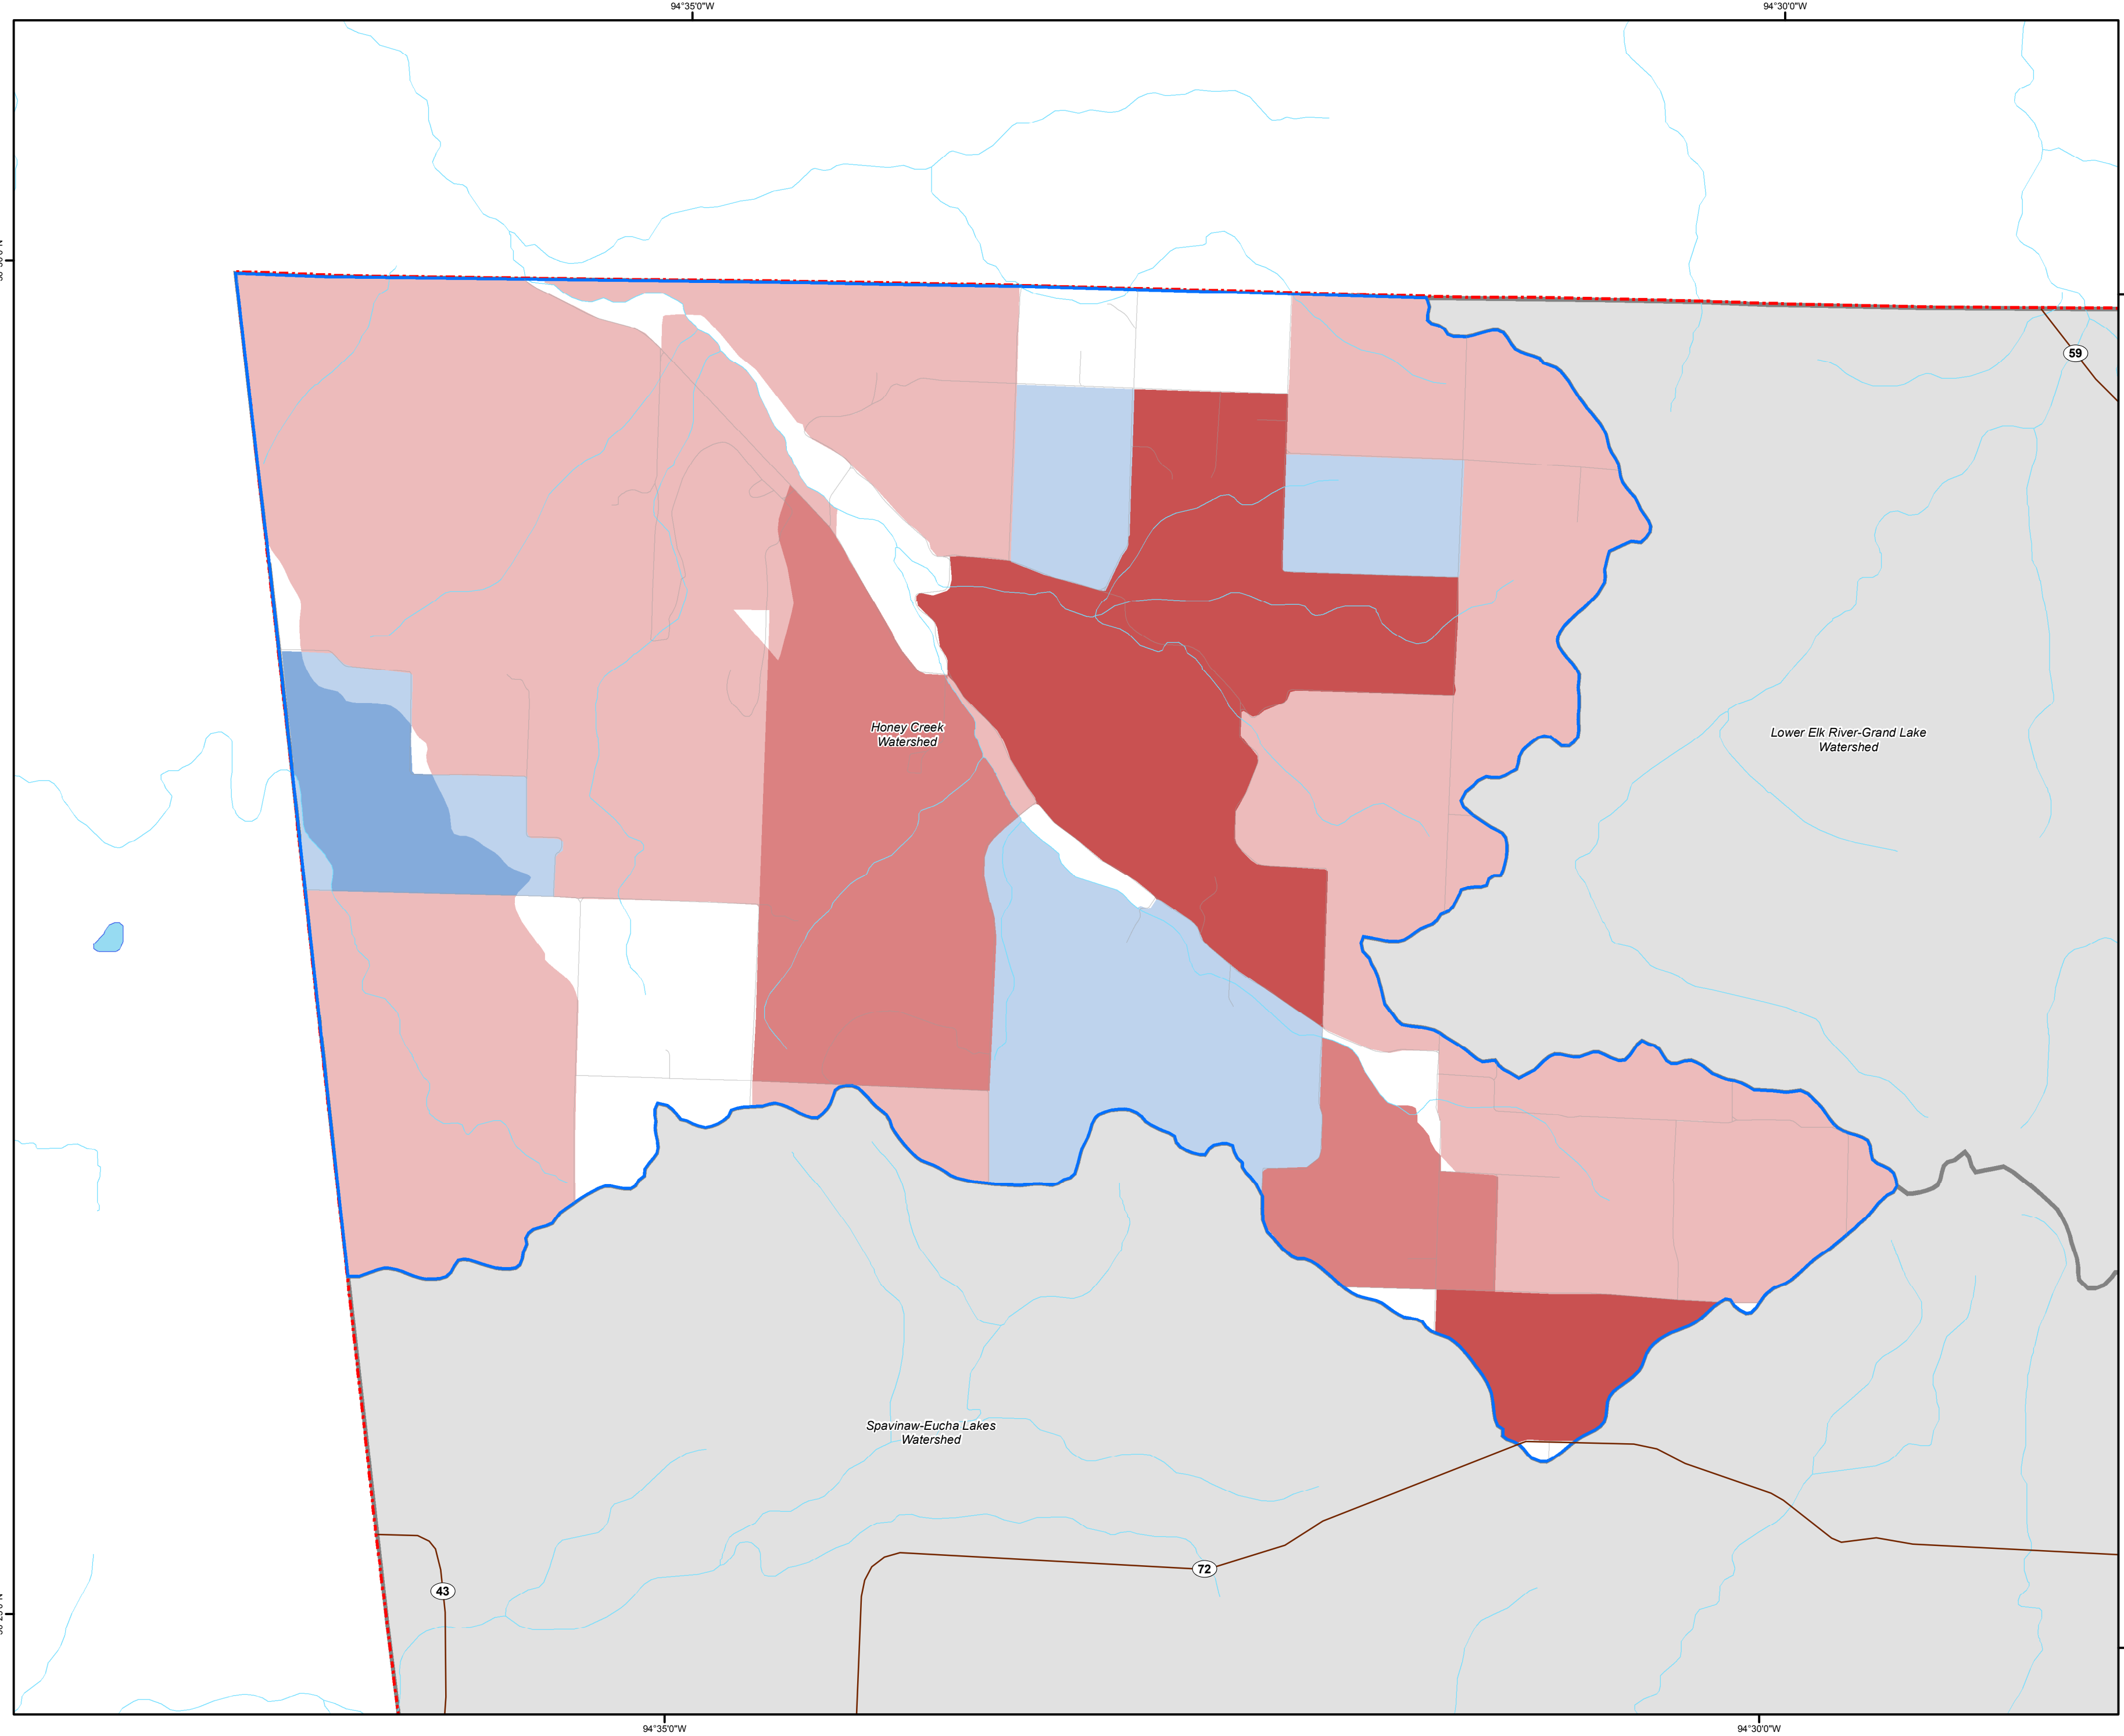 94°35'0"W
94°30'0"W
59
Honey Creek
Watershed
Lower Elk River-Grand Lake
Watershed
Spavinaw-Eucha Lakes
Watershed
72
43
94°35'0"W
94°30'0"W